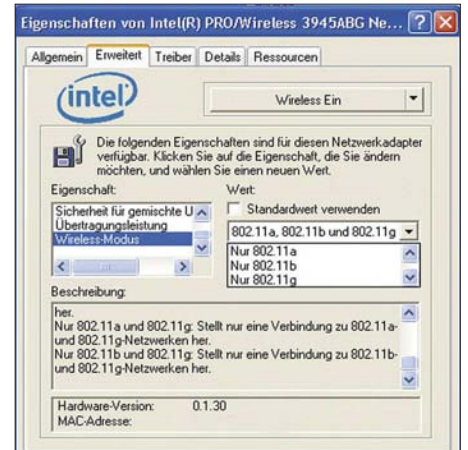 Eigenschaften von Intel(R) PRO/Wireless 3945ABG Ne...
Allgemein Erweitert Treiber Details Ressourcen
intel
Wireless Ein
Die folgenden Eigenschaften sind für diesen Netzwerkadapter
verfügbar. Klicken Sie auf die Eigenschaft, die Sie ändern
möchten, und wählen Sie einen neuen Wert.
Eigenschaft: Wert:
Sicherheit für gemischte U
Übertragungsleistung
Wireless-Modus
Standardwert verwenden
802.11a, 802.11b und 802.11g
Nur 802.11a
Nur 802.11b
Nur 802.11g
Beschreibung:
her.
Nur 802.11a und 802.11g: Stellt nur eine Verbindung zu 802.11a-
und 802.11g-Netzwerken her.
Nur 802.11b und 802.11g: Stellt nur eine Verbindung zu 802.11b-
und 802.11g-Netzwerken her.
Hardware-Version: 0.1.30
MAC-Adresse: